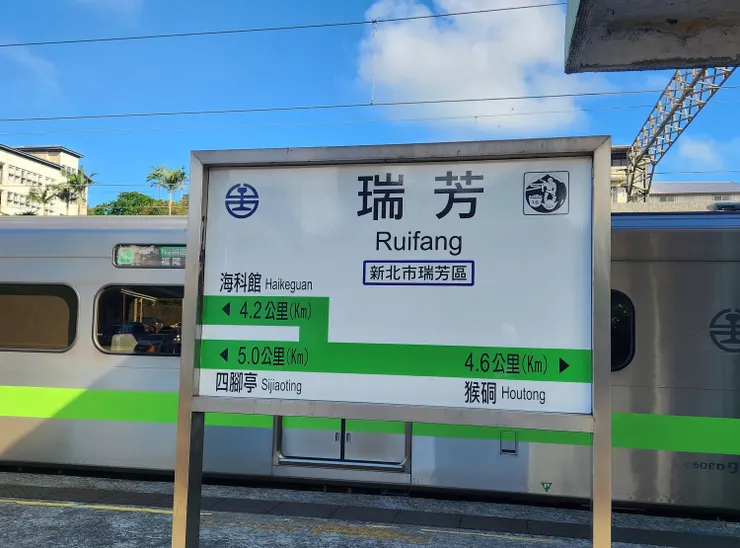 瑞芳
Ruifang
新北市瑞芳區
海科館 Haikeguan
4.2公里(Km)
5.0公里(Km)
4.6公里(Km)
四腳亭 Sijiaoting
猴硐 Houtong